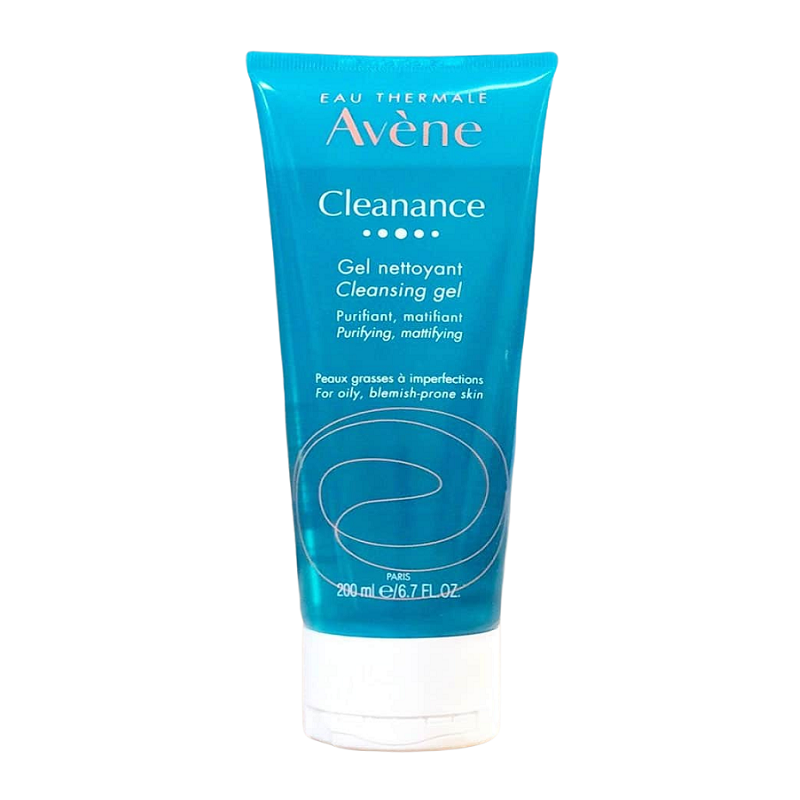 EAU THERMALE
Avène
Cleanance
Gel nettoyant
Cleansing gel
Purifiant, matifiant
Purifying, mattifying
Peaux grasses à imperfections
For oily, blemish-prone skin
PARIS
200 ml e/6.7 FL.OZ.